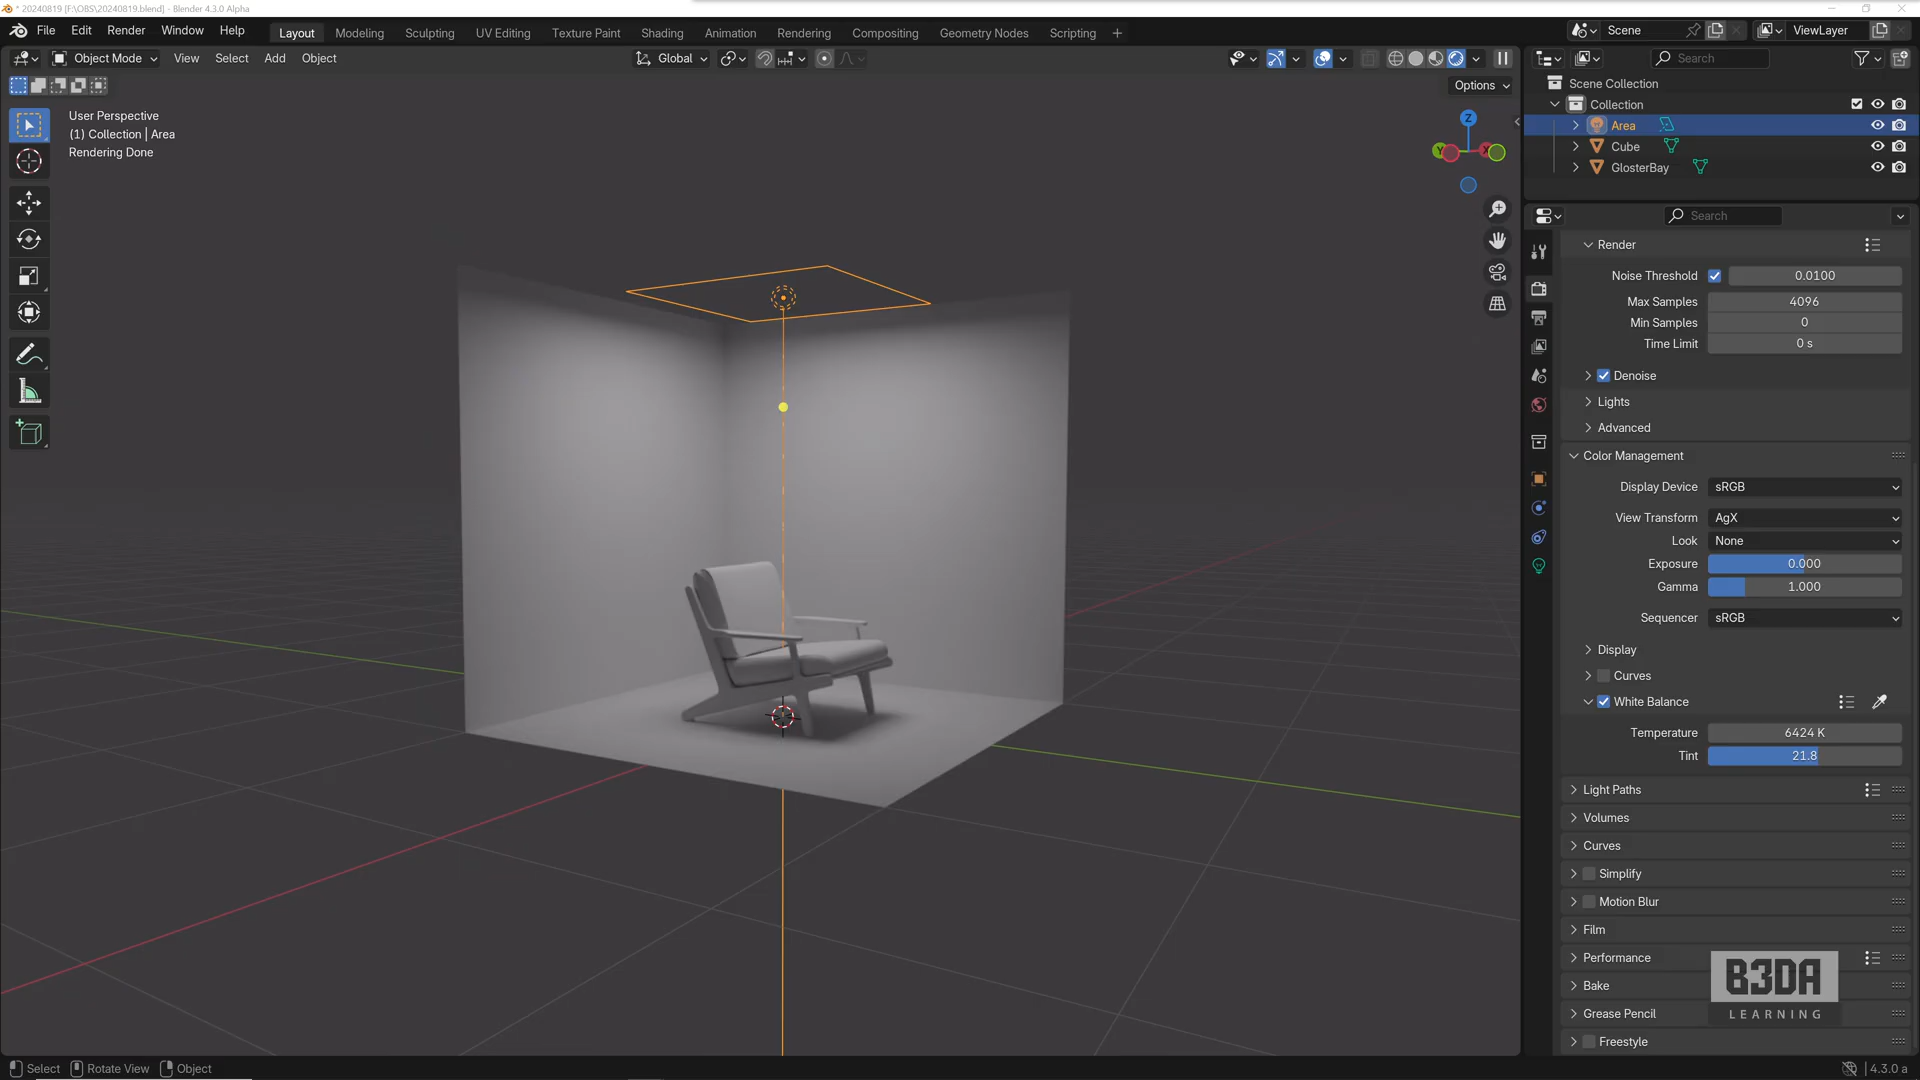 * 20240819 [F:\OBS\20240819.blend] - Blender 4.3.0 Alpha
File Edit Render Window Help Layout Modeling Sculpting UV Editing Texture Paint Shading Animation Rendering Compositing Geometry Nodes Scripting + Scene ViewLayer
Object Mode View Select Add Object Global Search
Options
User Perspective
(1) Collection | Area
Rendering Done
Z
Y
X
Scene Collection
Collection
Area
Cube
GlosterBay
Search
Render
Noise Threshold 0.0100
Max Samples 4096
Min Samples 0
Time Limit 0 s
Denoise
Lights
Advanced
Color Management
Display Device sRGB
View Transform AgX
Look None
Exposure 0.000
Gamma 1.000
Sequencer sRGB
Display
Curves
White Balance
Temperature 6424 K
Tint 21.8
Light Paths
Volumes
Curves
Simplify
Motion Blur
Film
Performance
Bake
Grease Pencil
Freestyle
B3DA
LEARNING
Select Rotate View Object 4.3.0 a